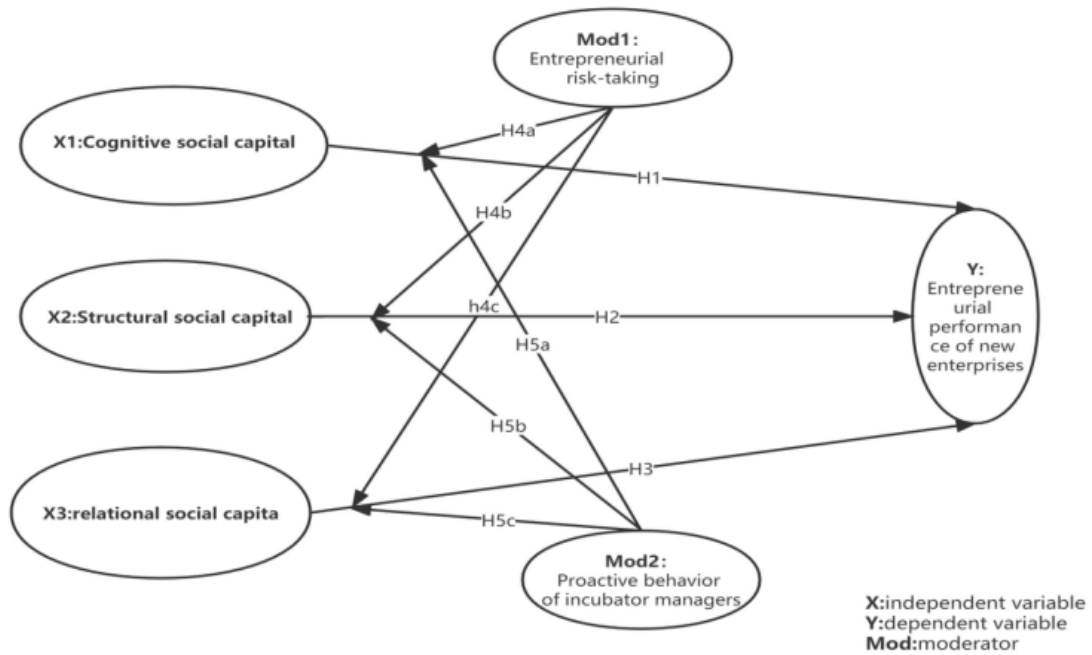 Mod1:
Entrepreneurial
risk-taking
X1:Cognitive social capital
H4a
H1
H4b
X2:Structural social capital
h4c
H2
Y:
Entreprene
urial
performan
ce of new
enterprises
H5a
H5b
H3
X3:relational social capita
H5c
Mod2:
Proactive behavior
of incubator managers
X:independent variable
Y:dependent variable
Mod:moderator